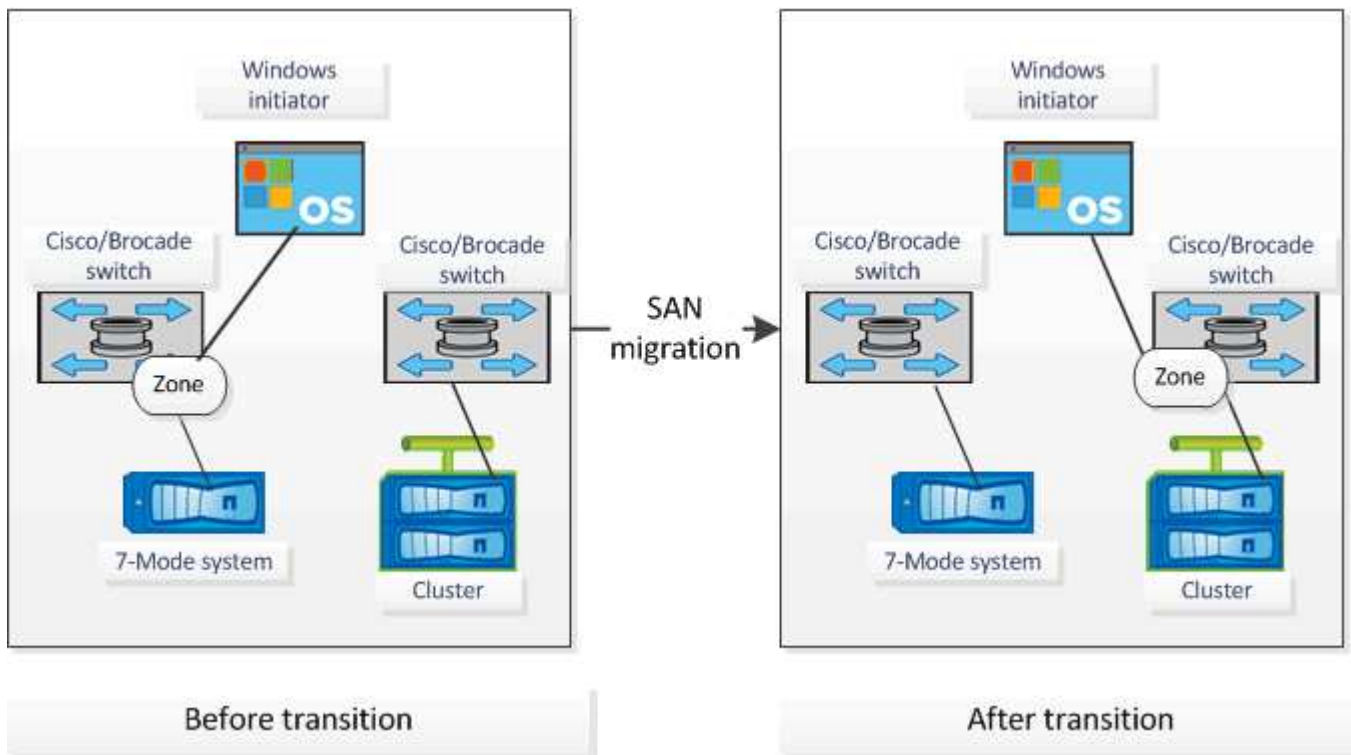 Windows
initiator
OS
Cisco/Brocade
switch
Cisco/Brocade
switch
Zone
n
n
n
7-Mode system
Cluster
SAN
migration
Windows
initiator
OS
Cisco/Brocade
switch
Cisco/Brocade
switch
Zone
n
n
n
7-Mode system
Cluster
Before transition
After transition